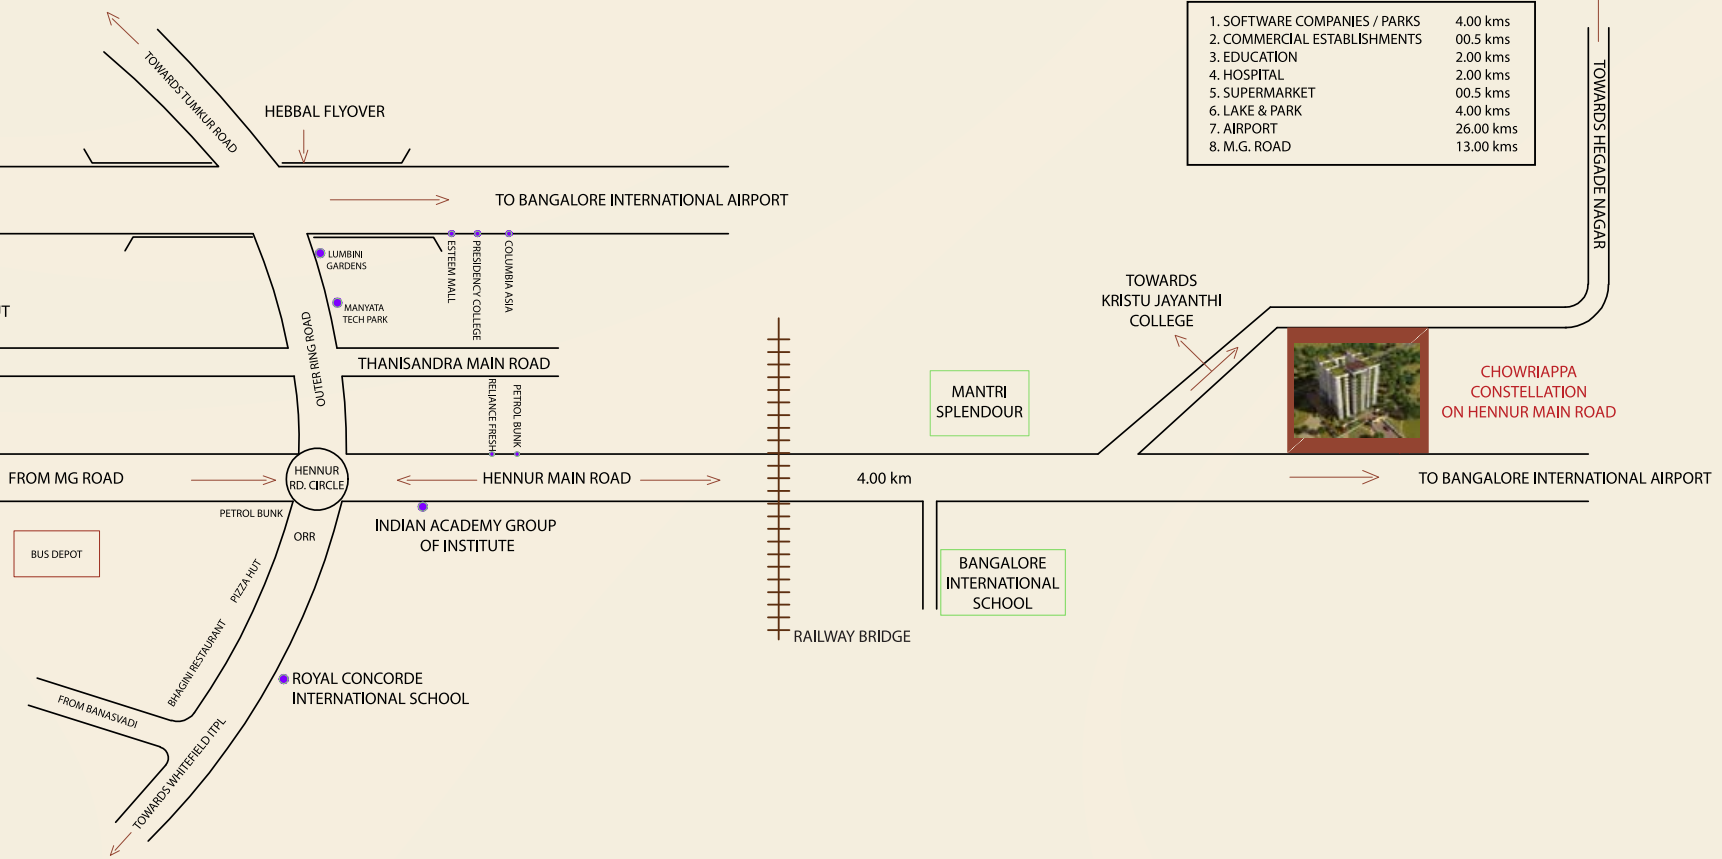 1. SOFTWARE COMPANIES / PARKS 4.00 kms
2. COMMERCIAL ESTABLISHMENTS 00.5 kms
3. EDUCATION 2.00 kms
4. HOSPITAL 2.00 kms
5. SUPERMARKET 00.5 kms
6. LAKE & PARK 4.00 kms
7. AIRPORT 26.00 kms
8. M.G. ROAD 13.00 kms
TOWARDS TUMKUR ROAD
HEBBAL FLYOVER
TOWARDS HEGADE NAGAR
TO BANGALORE INTERNATIONAL AIRPORT
LUMBINI
GARDENS
ESTEEM MALL
PRESIDENCY COLLEGE
COLUMBIA ASIA
MANYATA
TECH PARK
OUTER RING ROAD
THANISANDRA MAIN ROAD
TOWARDS
KRISTU JAYANTHI
COLLEGE
RELIANCE FRESH
PETROL BUNK
MANTRI
SPLENDOUR
CHOWRIAPPA
CONSTELLATION
ON HENNUR MAIN ROAD
FROM MG ROAD
HENNUR
RD. CIRCLE
HENNUR MAIN ROAD
4.00 km
TO BANGALORE INTERNATIONAL AIRPORT
PETROL BUNK
ORR
INDIAN ACADEMY GROUP
OF INSTITUTE
BUS DEPOT
PIZZA HUT
BANGALORE
INTERNATIONAL
SCHOOL
RAILWAY BRIDGE
BHAGINI RESTAURANT
ROYAL CONCORDE
INTERNATIONAL SCHOOL
FROM BANASVADI
TOWARDS WHITEFIELD ITPL